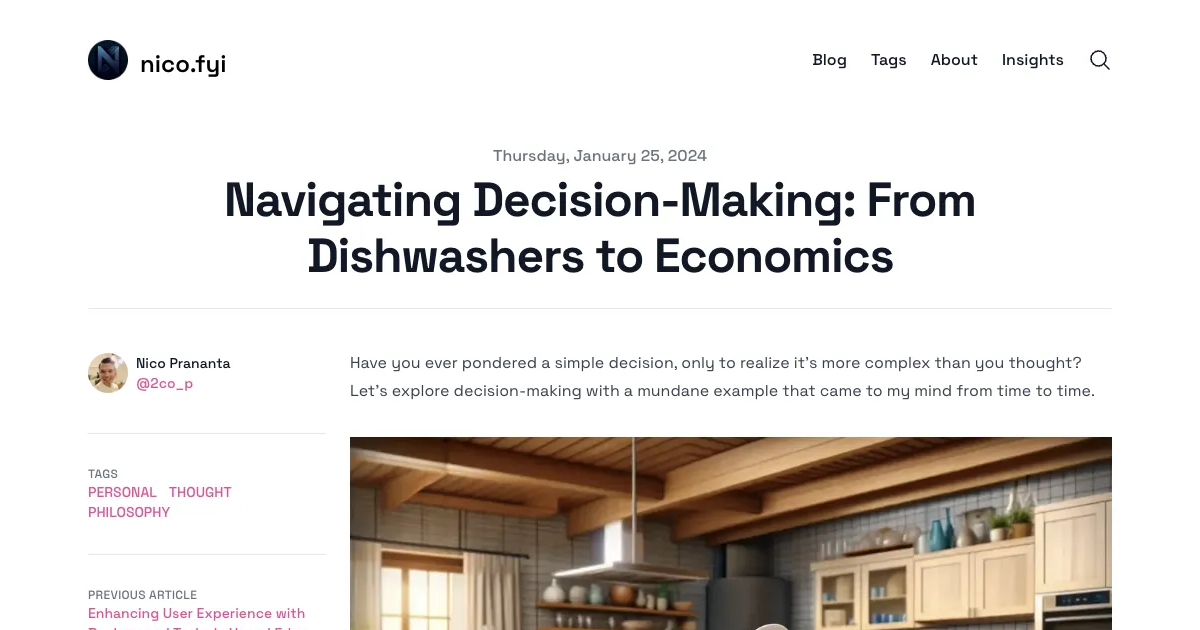 nico.fyi
Blog Tags About Insights
Thursday, January 25, 2024
Navigating Decision-Making: From
Dishwashers to Economics
Nico Prananta
@2co_p
TAGS
PERSONAL THOUGHT
PHILOSOPHY
PREVIOUS ARTICLE
Enhancing User Experience with
Have you ever pondered a simple decision, only to realize it's more complex than you thought?
Let's explore decision-making with a mundane example that came to my mind from time to time.